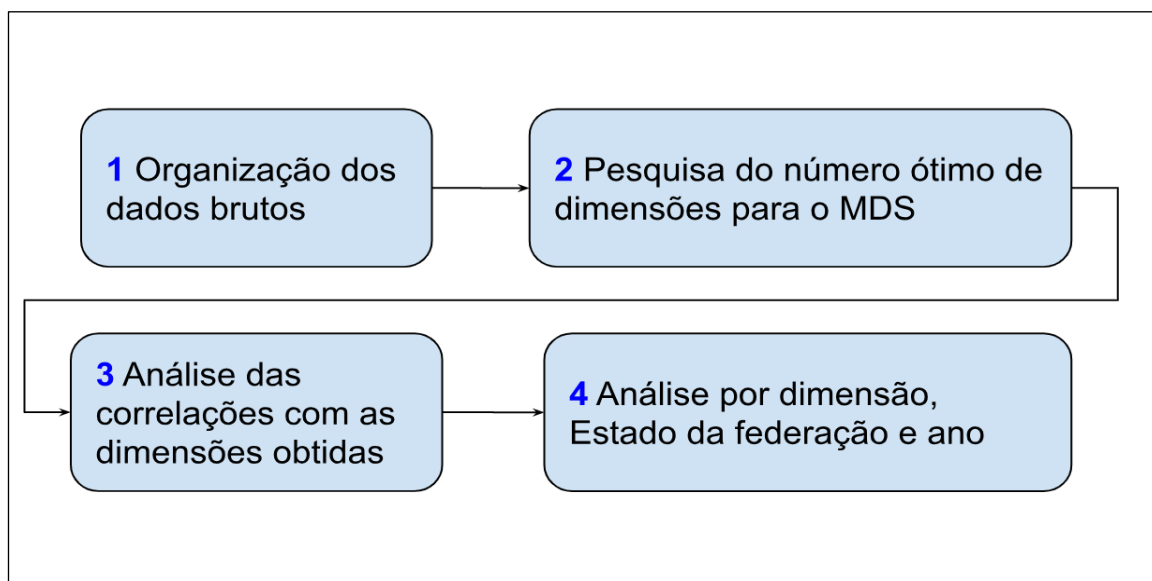 1 Organização dos
dados brutos
2 Pesquisa do número ótimo de
dimensões para o MDS
3 Análise das
correlações com as
dimensões obtidas
4 Análise por dimensão,
Estado da federação e ano